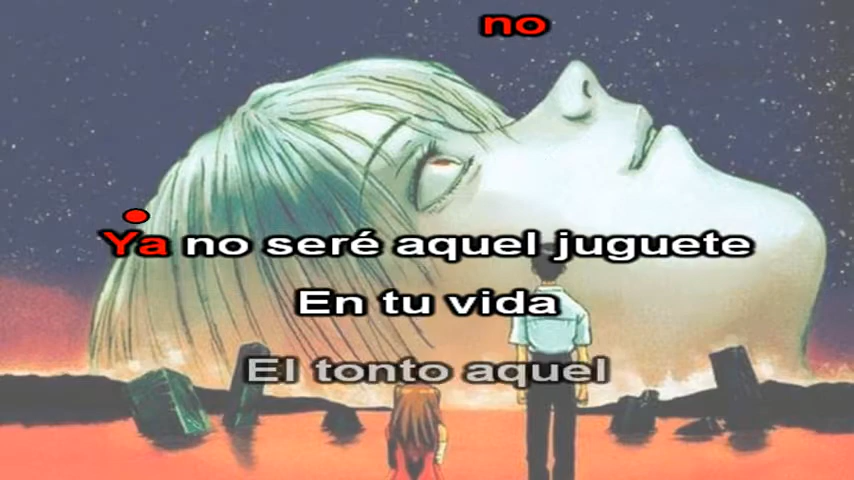 no
Ya no seré aquel juguete
En tu vida
El tonto aquel